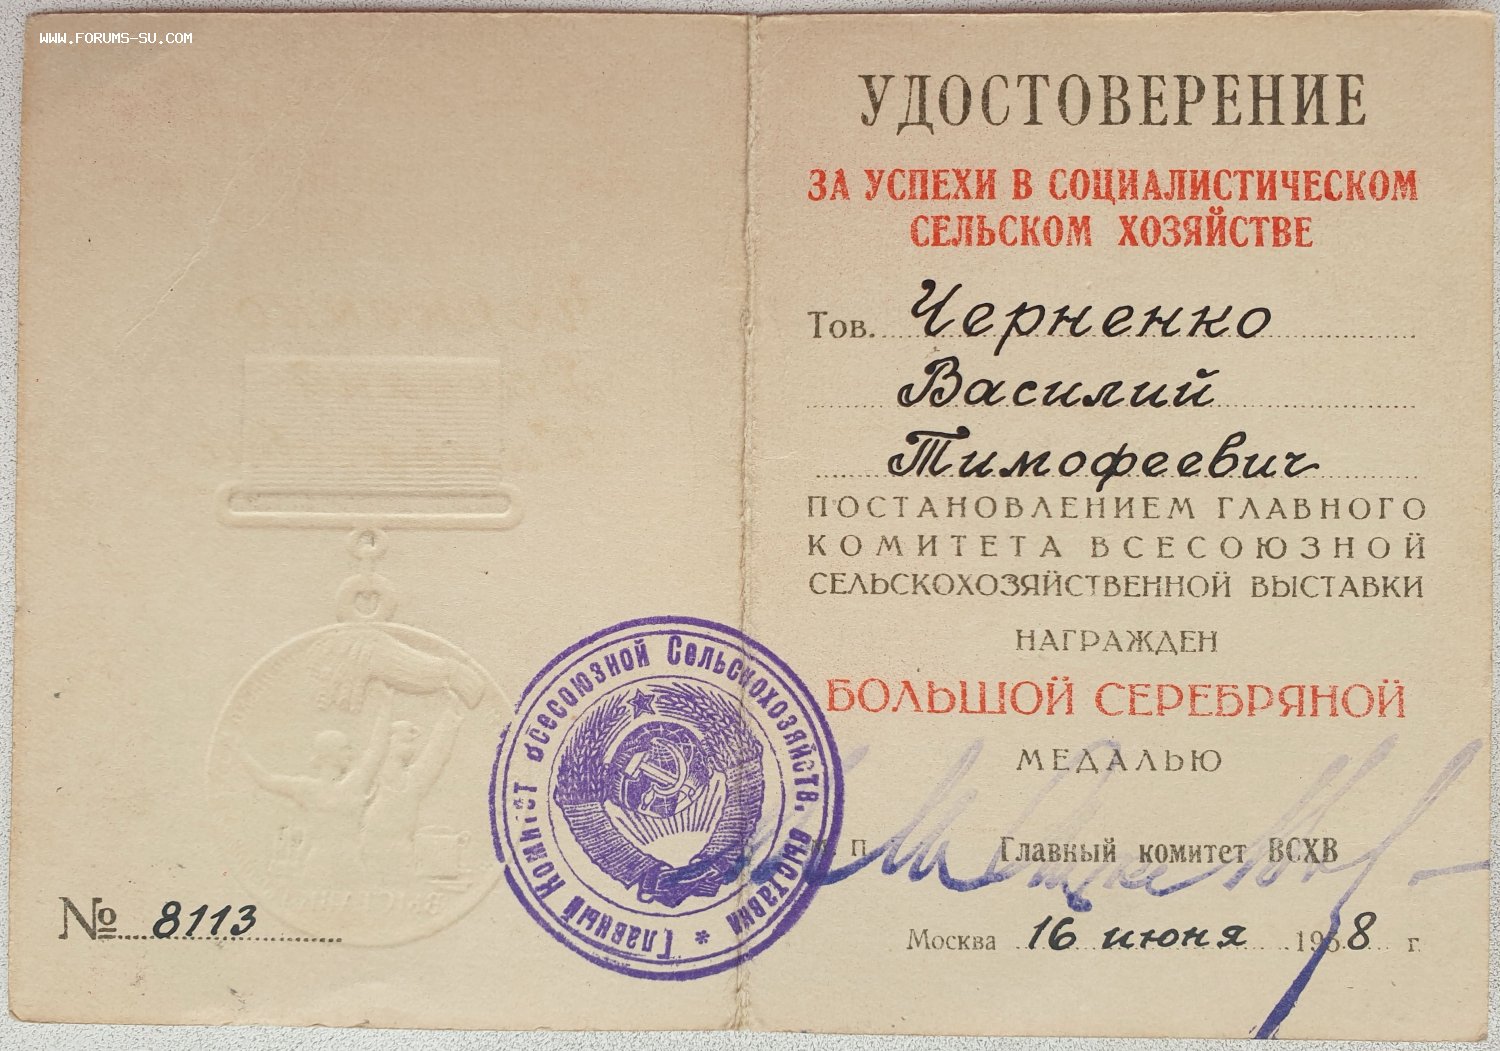 WWW.FORUMS-SU.COM
№ 8113
Главный Комитет Всесоюзной Сельскохозяйств. выставки *
УДОСТОВЕРЕНИЕ
ЗА УСПЕХИ В СОЦИАЛИСТИЧЕСКОМ
СЕЛЬСКОМ ХОЗЯЙСТВЕ
Тов. Черненко
Василий
Тимофеевич
ПОСТАНОВЛЕНИЕМ ГЛАВНОГО
КОМИТЕТА ВСЕСОЮЗНОЙ
СЕЛЬСКОХОЗЯЙСТВЕННОЙ ВЫСТАВКИ
НАГРАЖДЕН
БОЛЬШОЙ СЕРЕБРЯНОЙ
МЕДАЛЬЮ
М. П.
Главный комитет ВСХВ
Москва 16 июня г.